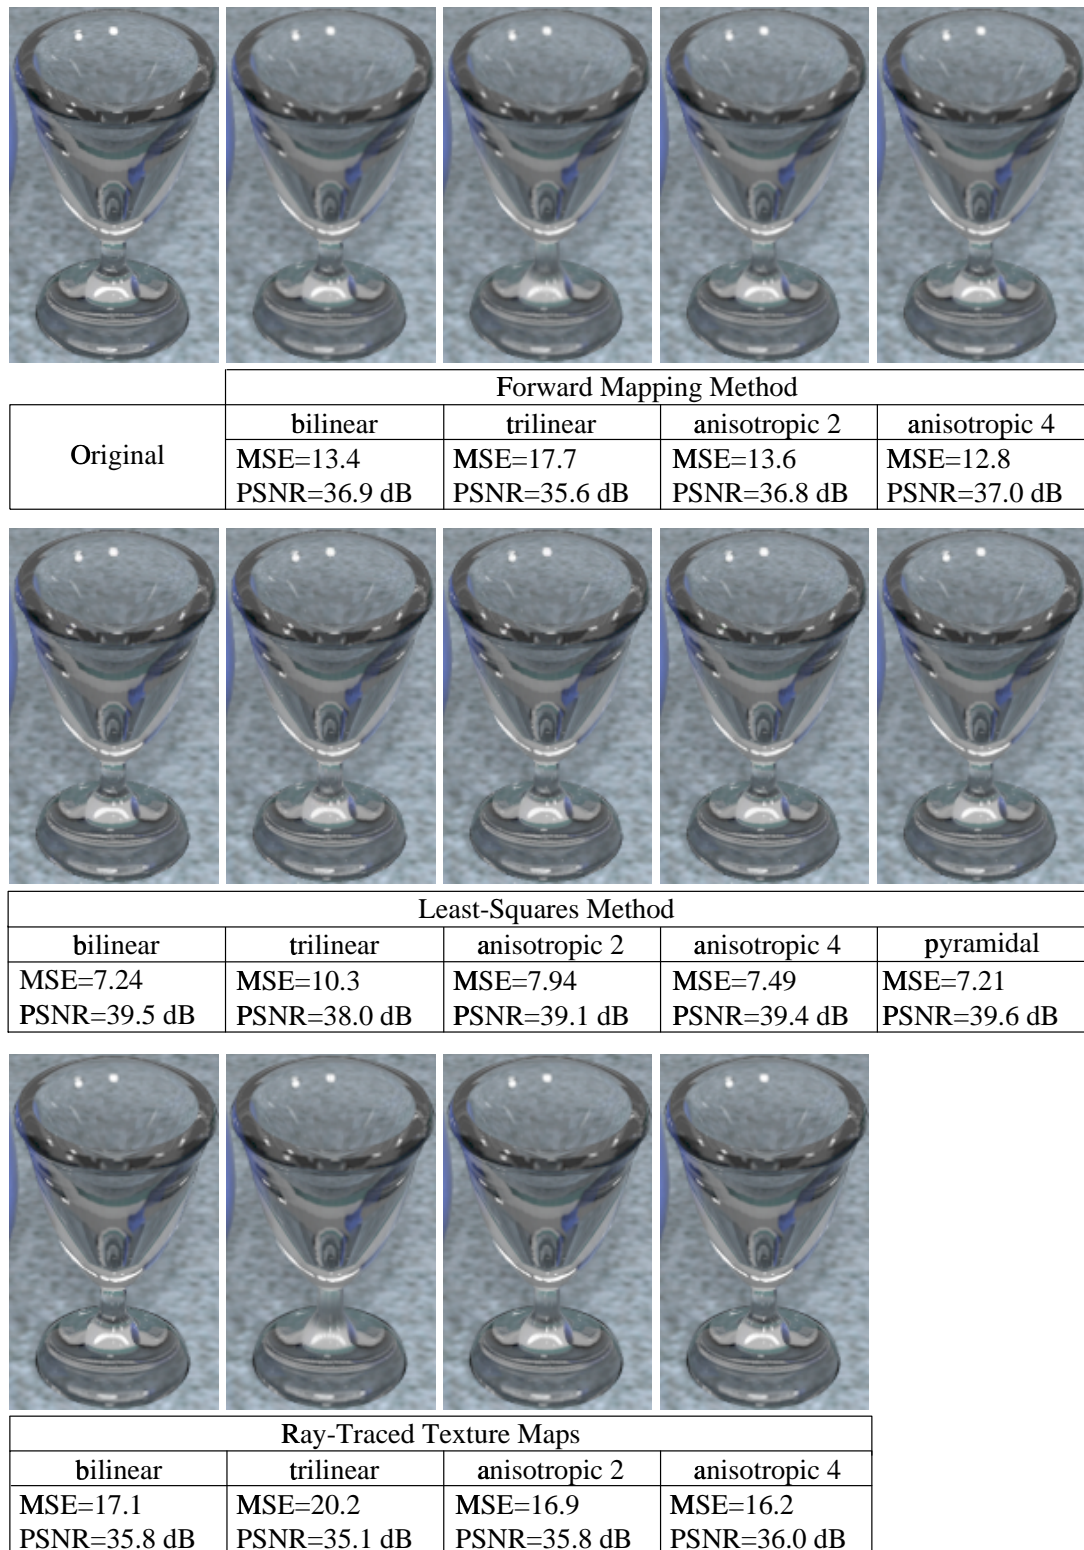 Forward Mapping Method
Original
bilinear trilinear anisotropic 2 anisotropic 4
MSE=13.4 MSE=17.7 MSE=13.6 MSE=12.8
PSNR=36.9 dB PSNR=35.6 dB PSNR=36.8 dB PSNR=37.0 dB
Least-Squares Method
bilinear trilinear anisotropic 2 anisotropic 4 pyramidal
MSE=7.24 MSE=10.3 MSE=7.94 MSE=7.49 MSE=7.21
PSNR=39.5 dB PSNR=38.0 dB PSNR=39.1 dB PSNR=39.4 dB PSNR=39.6 dB
Ray-Traced Texture Maps
bilinear trilinear anisotropic 2 anisotropic 4
MSE=17.1 MSE=20.2 MSE=16.9 MSE=16.2
PSNR=35.8 dB PSNR=35.1 dB PSNR=35.8 dB PSNR=36.0 dB